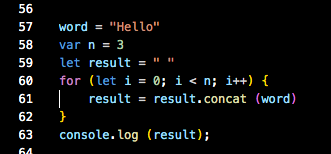 56
57 word = "Hello"
58 var n = 3
59 let result = " "
60 for (let i = 0; i < n; i++) {
61     result = result.concat (word)
62 }
63 console.log (result);
64